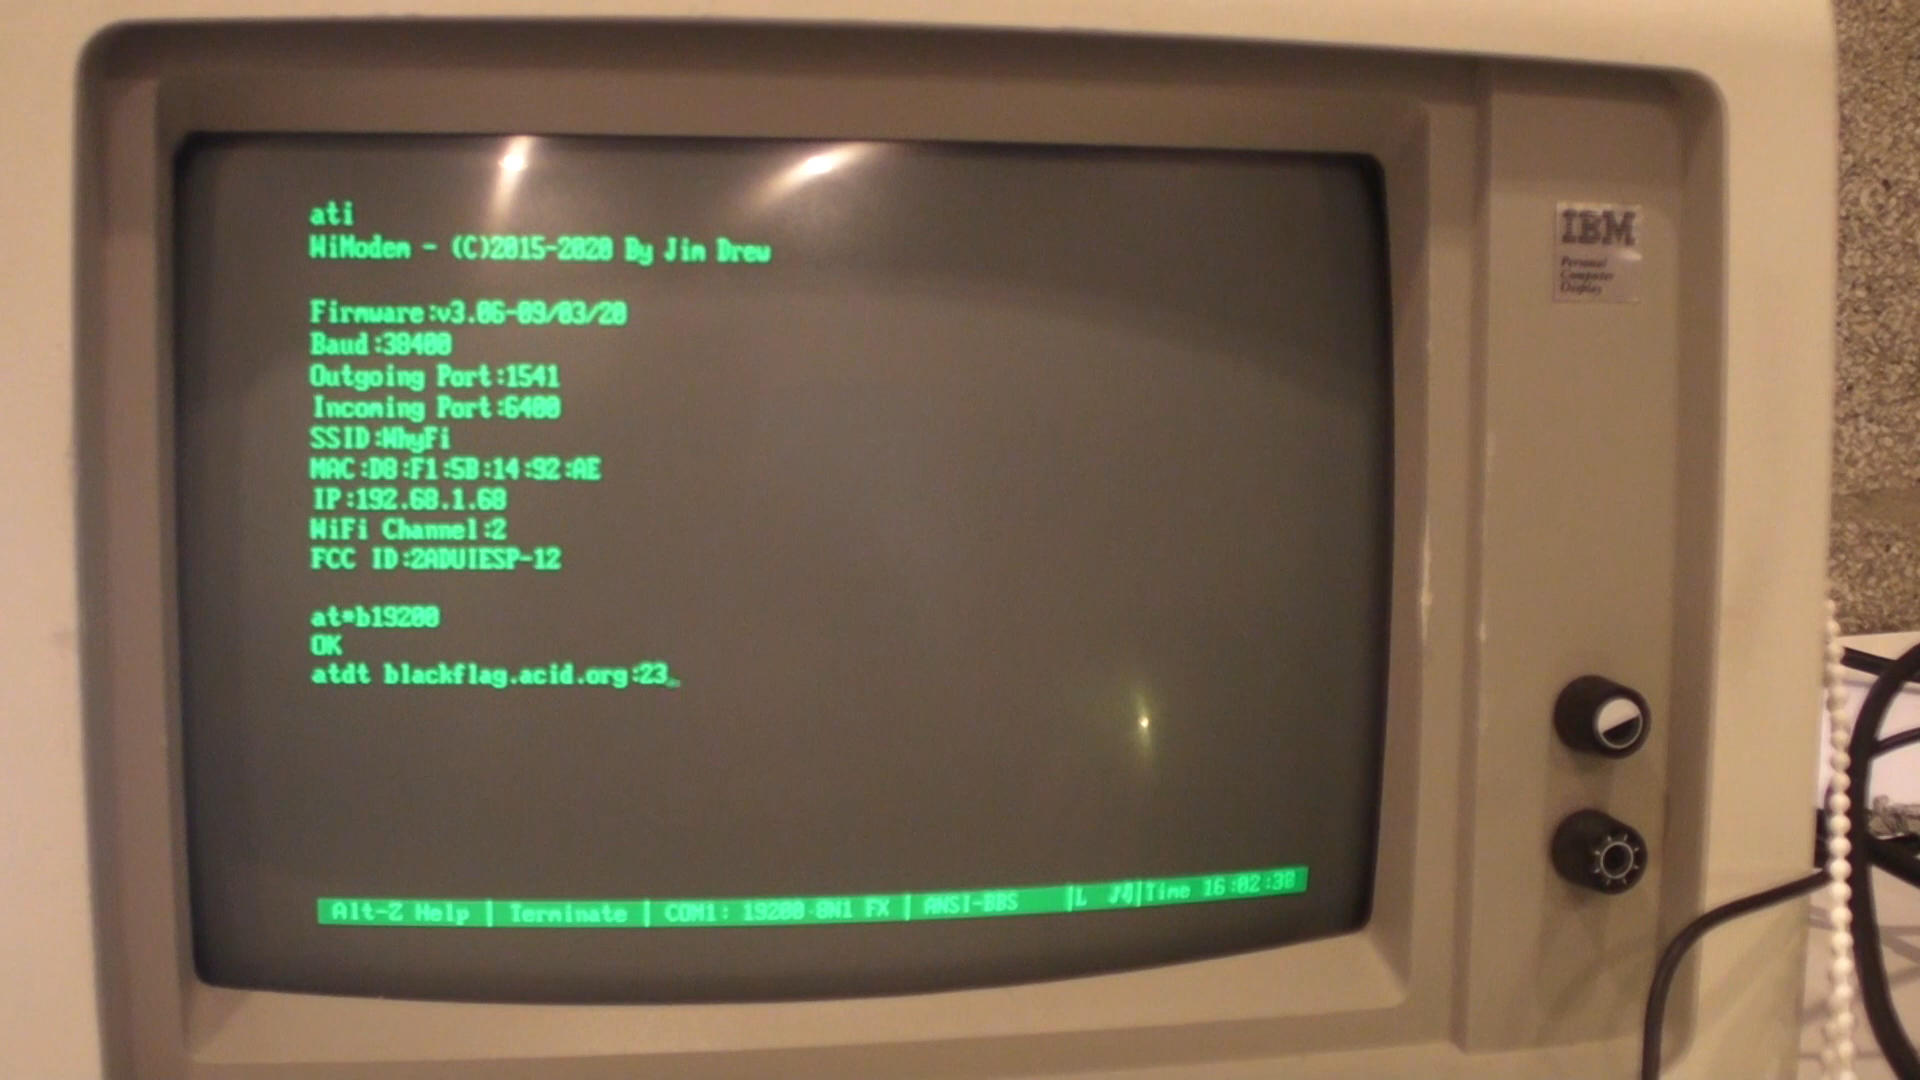 ati
WiModem - (C)2015-2020 By Jim Drew
Firmware:v3.06-09/03/20
Baud:38400
Outgoing Port:1541
Incoming Port:6400
SSID:WhyFi
MAC:D8:F1:5B:14:92:AE
IP:192.68.1.68
WiFi Channel:2
FCC ID:2ADUIESP-12
at*b19200
OK
atdt blackflag.acid.org:23
Alt-Z Help | Terminate | COM1: 19200 8N1 FX | ANSI-BBS | Time 16:02:38
IBM
Personal
Computer
Display